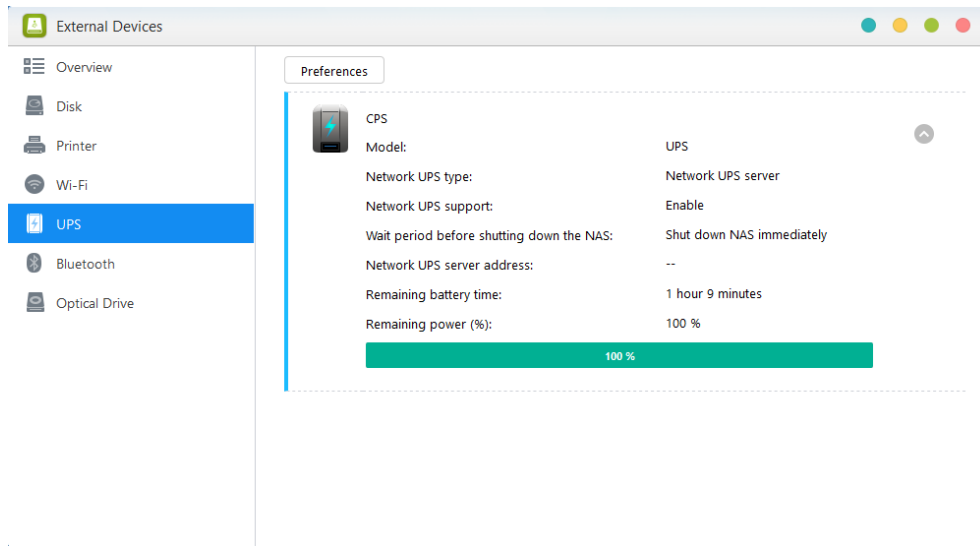 External Devices
Overview
Disk
Printer
Wi-Fi
UPS
Bluetooth
Optical Drive
Preferences
CPS
Model: UPS
Network UPS type: Network UPS server
Network UPS support: Enable
Wait period before shutting down the NAS: Shut down NAS immediately
Network UPS server address: --
Remaining battery time: 1 hour 9 minutes
Remaining power (%): 100 %
100 %